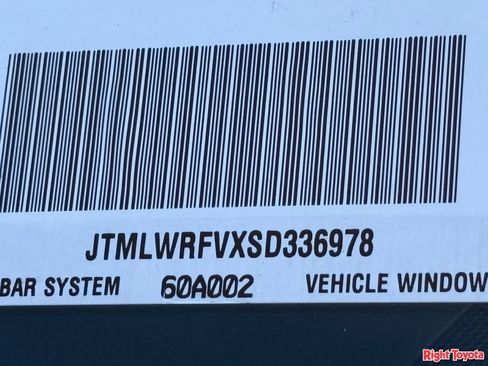 JTMLWRFVXSD336978
BAR SYSTEM 60A002 VEHICLE WINDOW
Right Toyota